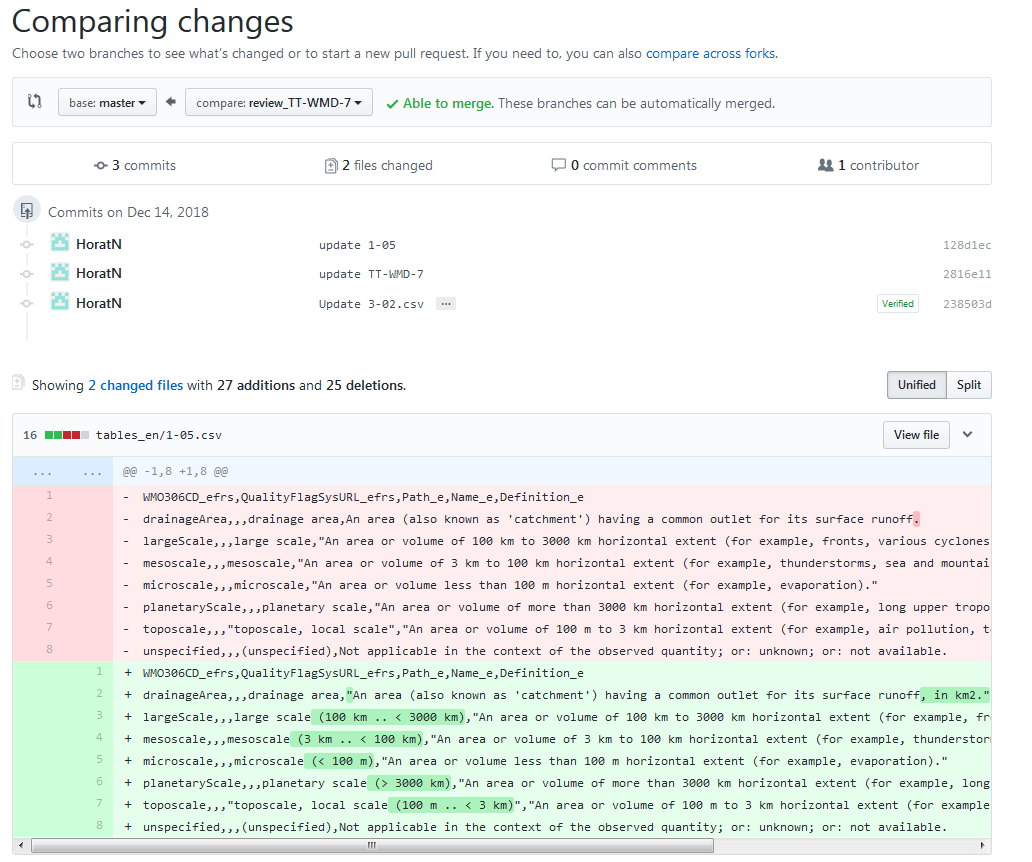 Comparing changes
Choose two branches to see what's changed or to start a new pull request. If you need to, you can also compare across forks.
base: master compare: review_TT-WMD-7 Able to merge. These branches can be automatically merged.
3 commits 2 files changed 0 commit comments 1 contributor
Commits on Dec 14, 2018
HoratN update 1-05 128d1ec
HoratN update TT-WMD-7 2816e11
HoratN Update 3-02.csv … Verified 238503d
Showing 2 changed files with 27 additions and 25 deletions. Unified Split
16 tables_en/1-05.csv View file
... ... @@ -1,8 +1,8 @@
1 - WMO306CD_efrs,QualityFlagSysURL_efrs,Path_e,Name_e,Definition_e
2 - drainageArea,,,drainage area,An area (also known as 'catchment') having a common outlet for its surface runoff.
3 - largeScale,,,large scale,"An area or volume of 100 km to 3000 km horizontal extent (for example, fronts, various cyclones
4 - mesoscale,,,mesoscale,"An area or volume of 3 km to 100 km horizontal extent (for example, thunderstorms, sea and mountai
5 - microscale,,,microscale,"An area or volume less than 100 m horizontal extent (for example, evaporation)."
6 - planetaryScale,,,planetary scale,"An area or volume of more than 3000 km horizontal extent (for example, long upper tropo
7 - toposcale,,,"toposcale, local scale","An area or volume of 100 m to 3 km horizontal extent (for example, air pollution, t
8 - unspecified,,,(unspecified),Not applicable in the context of the observed quantity; or: unknown; or: not available.
1 + WMO306CD_efrs,QualityFlagSysURL_efrs,Path_e,Name_e,Definition_e
2 + drainageArea,,,drainage area,"An area (also known as 'catchment') having a common outlet for its surface runoff, in km2."
3 + largeScale,,,large scale (100 km .. < 3000 km),"An area or volume of 100 km to 3000 km horizontal extent (for example, fr
4 + mesoscale,,,mesoscale (3 km .. < 100 km),"An area or volume of 3 km to 100 km horizontal extent (for example, thunderstor
5 + microscale,,,microscale (< 100 m),"An area or volume less than 100 m horizontal extent (for example, evaporation)."
6 + planetaryScale,,,planetary scale (> 3000 km),"An area or volume of more than 3000 km horizontal extent (for example, long
7 + toposcale,,,"toposcale, local scale (100 m .. < 3 km)","An area or volume of 100 m to 3 km horizontal extent (for example
8 + unspecified,,,(unspecified),Not applicable in the context of the observed quantity; or: unknown; or: not available.